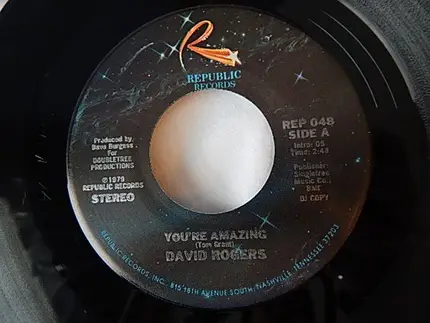 REPUBLIC
RECORDS
REP 048
SIDE A
Intro: 05
Time: 2:48
Publisher:
Singletree
Music Co.,
BMI
DJ COPY
Produced by
Dave Burgess
For
DOUBLETREE
PRODUCTIONS
℗1979
REPUBLIC RECORDS
STEREO
YOU'RE AMAZING
(Tom Grant)
DAVID ROGERS
REPUBLIC RECORDS, INC. 815 18TH AVENUE SOUTH, NASHVILLE, TENNESSEE 37203